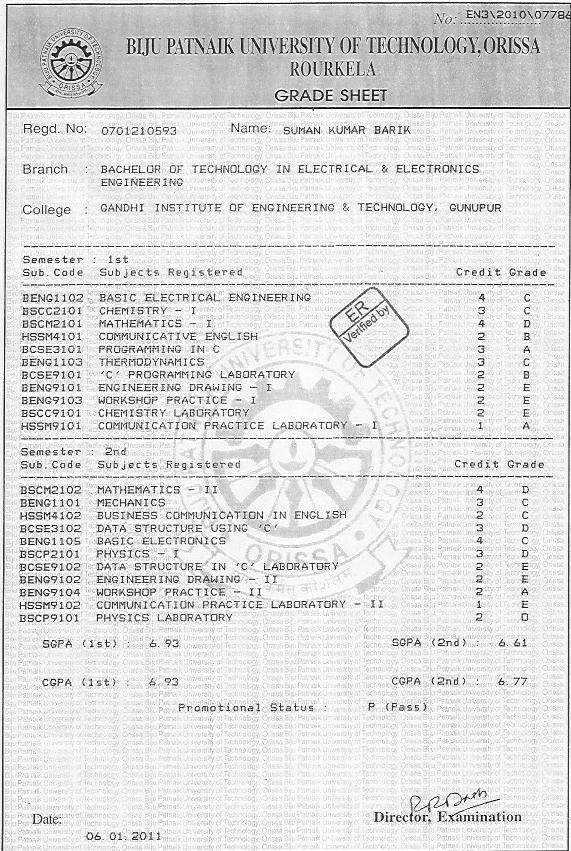 No: EN3\2010\07786
BIJU PATNAIK UNIVERSITY OF TECHNOLOGY, ORISSA
ROURKELA
GRADE SHEET
Regd. No: 0701210593 Name: SUMAN KUMAR BARIK
Branch : BACHELOR OF TECHNOLOGY IN ELECTRICAL & ELECTRONICS
ENGINEERING
College : GANDHI INSTITUTE OF ENGINEERING & TECHNOLOGY, GUNUPUR
Semester : 1st
Sub. Code Subjects Registered Credit Grade
BENG1102 BASIC ELECTRICAL ENGINEERING 4 C
BSCC2101 CHEMISTRY - I 3 C
BSCM2101 MATHEMATICS - I 4 D
HSSM4101 COMMUNICATIVE ENGLISH 2 B
BCSE3101 PROGRAMMING IN C 3 A
BENG1103 THERMODYNAMICS 3 C
BCSE9101 'C' PROGRAMMING LABORATORY 2 B
BENG9101 ENGINEERING DRAWING - I 2 E
BENG9103 WORKSHOP PRACTICE - I 2 E
BSCC9101 CHEMISTRY LABORATORY 2 E
HSSM9101 COMMUNICATION PRACTICE LABORATORY - I 1 A
ER
Verified by
Semester : 2nd
Sub. Code Subjects Registered Credit Grade
BSCM2102 MATHEMATICS - II 4 D
BENG1101 MECHANICS 3 C
HSSM4102 BUSINESS COMMUNICATION IN ENGLISH 2 C
BCSE3102 DATA STRUCTURE USING 'C' 3 D
BENG1105 BASIC ELECTRONICS 4 C
BSCP2101 PHYSICS - I 3 D
BCSE9102 DATA STRUCTURE IN 'C' LABORATORY 2 E
BENG9102 ENGINEERING DRAWING - II 2 E
BENG9104 WORKSHOP PRACTICE - II 2 A
HSSM9102 COMMUNICATION PRACTICE LABORATORY - II 1 E
BSCP9101 PHYSICS LABORATORY 2 O
SGPA (1st) : 6.93 SGPA (2nd) : 6.61
CGPA (1st) : 6.93 CGPA (2nd) : 6.77
Promotional Status : P (Pass)
Date: Director, Examination
06.01.2011